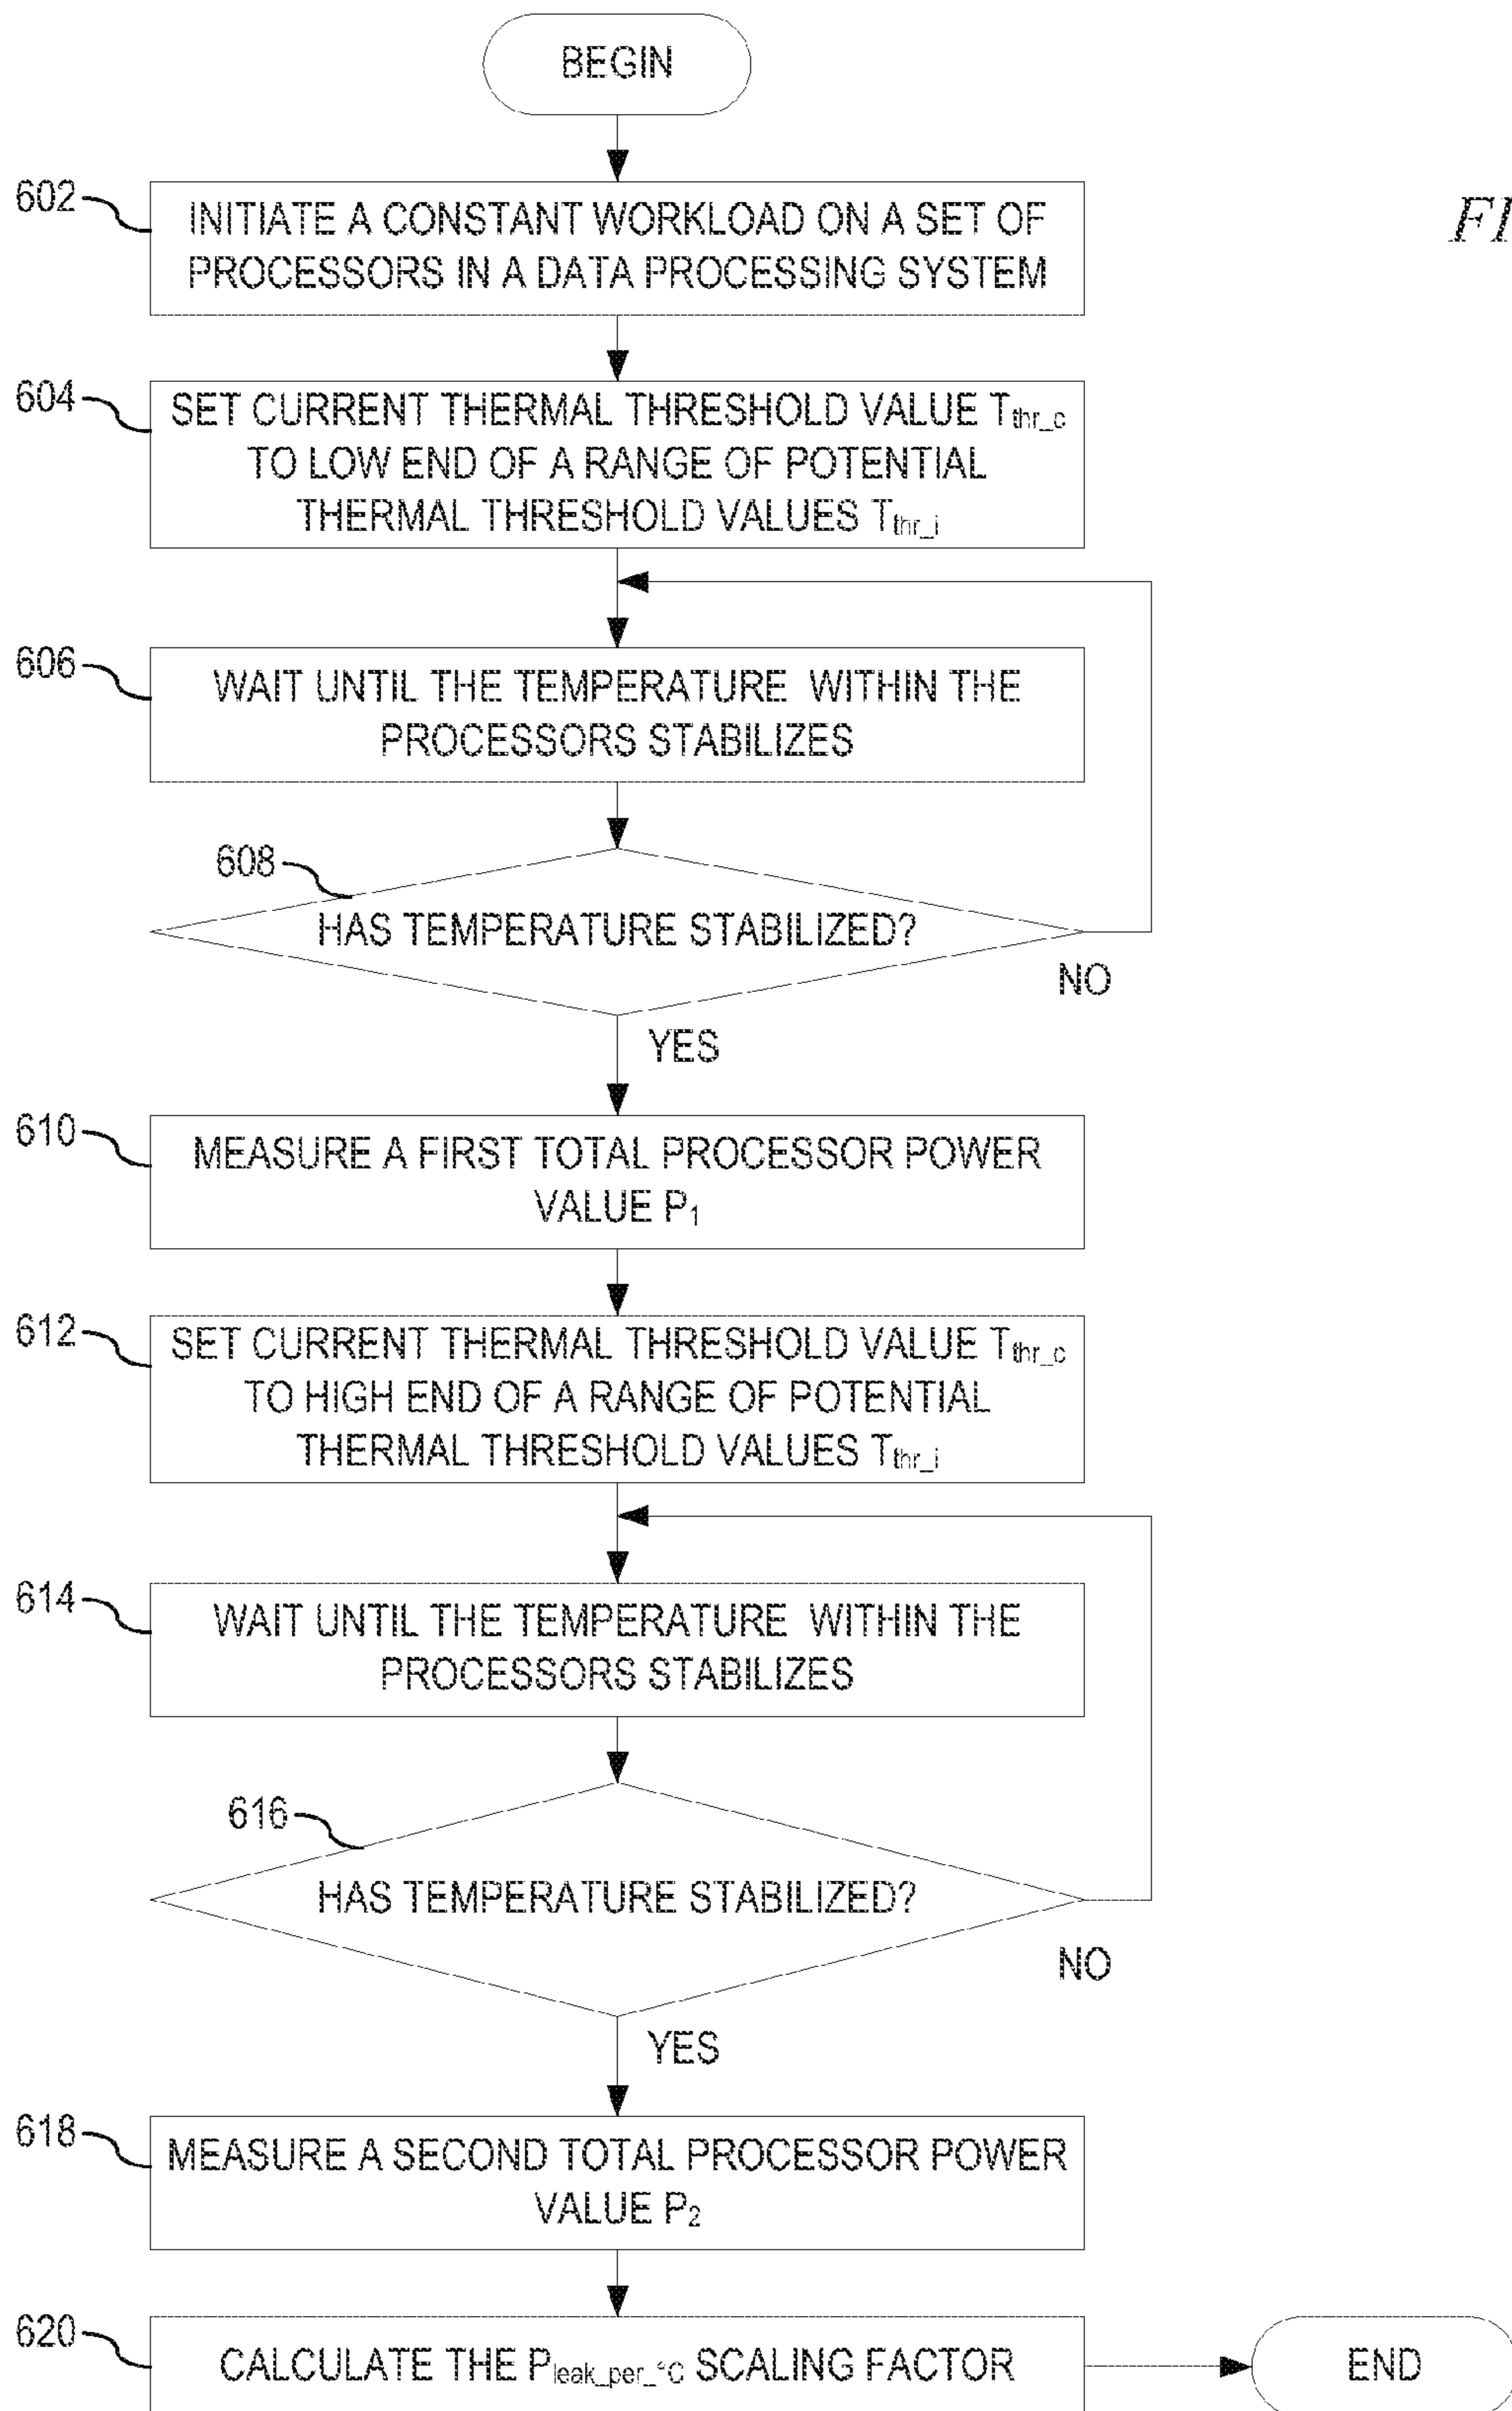 BEGIN
FI
602
INITIATE A CONSTANT WORKLOAD ON A SET OF
PROCESSORS IN A DATA PROCESSING SYSTEM
604
SET CURRENT THERMAL THRESHOLD VALUE Tthr_c
TO LOW END OF A RANGE OF POTENTIAL
THERMAL THRESHOLD VALUES Tthr_i
606
WAIT UNTIL THE TEMPERATURE WITHIN THE
PROCESSORS STABILIZES
608
HAS TEMPERATURE STABILIZED?
NO
YES
610
MEASURE A FIRST TOTAL PROCESSOR POWER
VALUE P1
612
SET CURRENT THERMAL THRESHOLD VALUE Tthr_c
TO HIGH END OF A RANGE OF POTENTIAL
THERMAL THRESHOLD VALUES Tthr_i
614
WAIT UNTIL THE TEMPERATURE WITHIN THE
PROCESSORS STABILIZES
616
HAS TEMPERATURE STABILIZED?
NO
YES
618
MEASURE A SECOND TOTAL PROCESSOR POWER
VALUE P2
620
CALCULATE THE Pleak_per_°C SCALING FACTOR
END